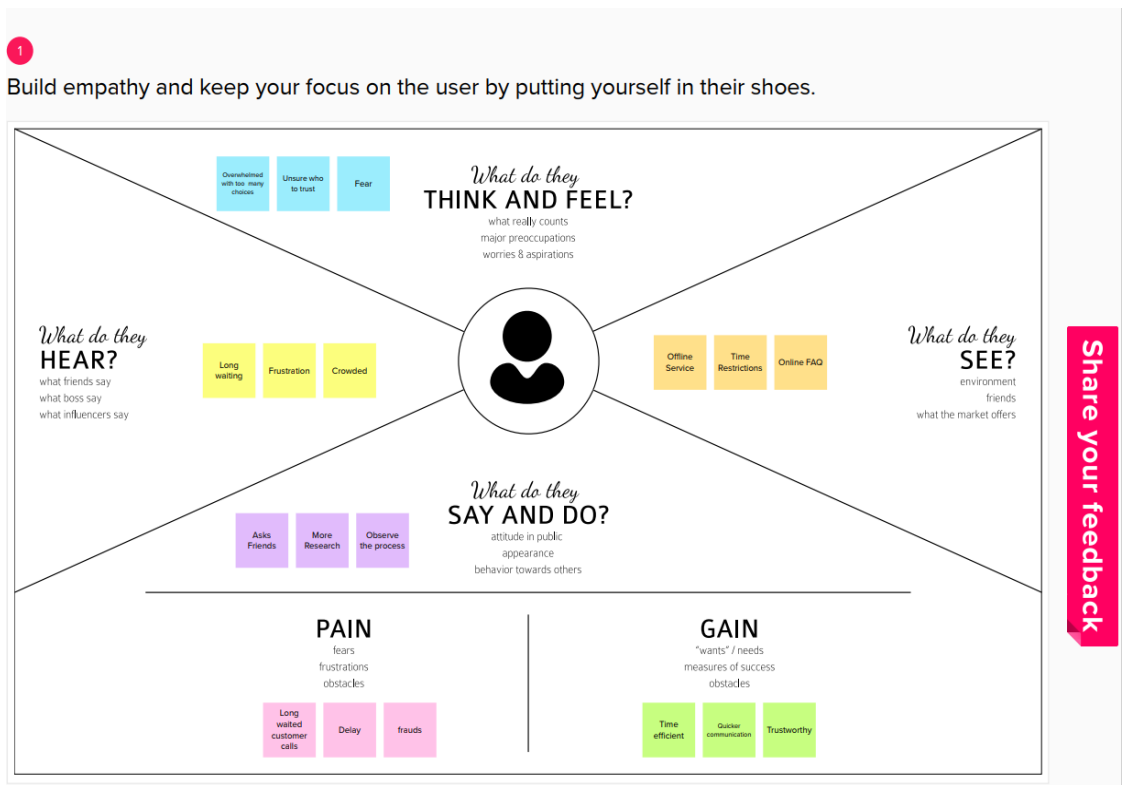 1
Build empathy and keep your focus on the user by putting yourself in their shoes.
Overwhelmed
with too many
choices
Unsure who
to trust
Fear
What do they
THINK AND FEEL?
what really counts
major preoccupations
worries & aspirations
What do they
HEAR?
what friends say
what boss say
what influencers say
Long
waiting
Frustration
Crowded
Offline
Service
Time
Restrictions
Online FAQ
What do they
SEE?
environment
friends
what the market offers
What do they
SAY AND DO?
attitude in public
appearance
behavior towards others
Asks
Friends
More
Research
Observe
the process
PAIN
fears
frustrations
obstacles
Long
waited
customer
calls
Delay
frauds
GAIN
"wants" / needs
measures of success
obstacles
Time
efficient
Quicker
communication
Trustworthy
Share your feedback